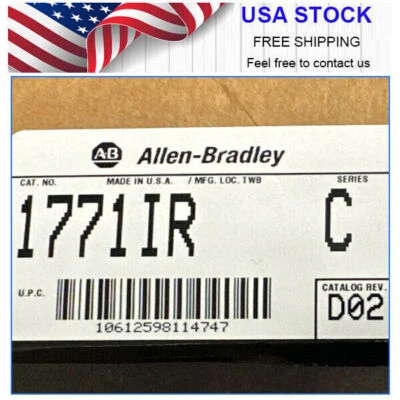 USA STOCK
FREE SHIPPING
Feel free to contact us
AB Allen-Bradley
CAT. NO. MADE IN U.S.A. / MFG. LOC. TWB SERIES
1771IR C
U.P.C. CATALOG REV.
10612598114747 D02